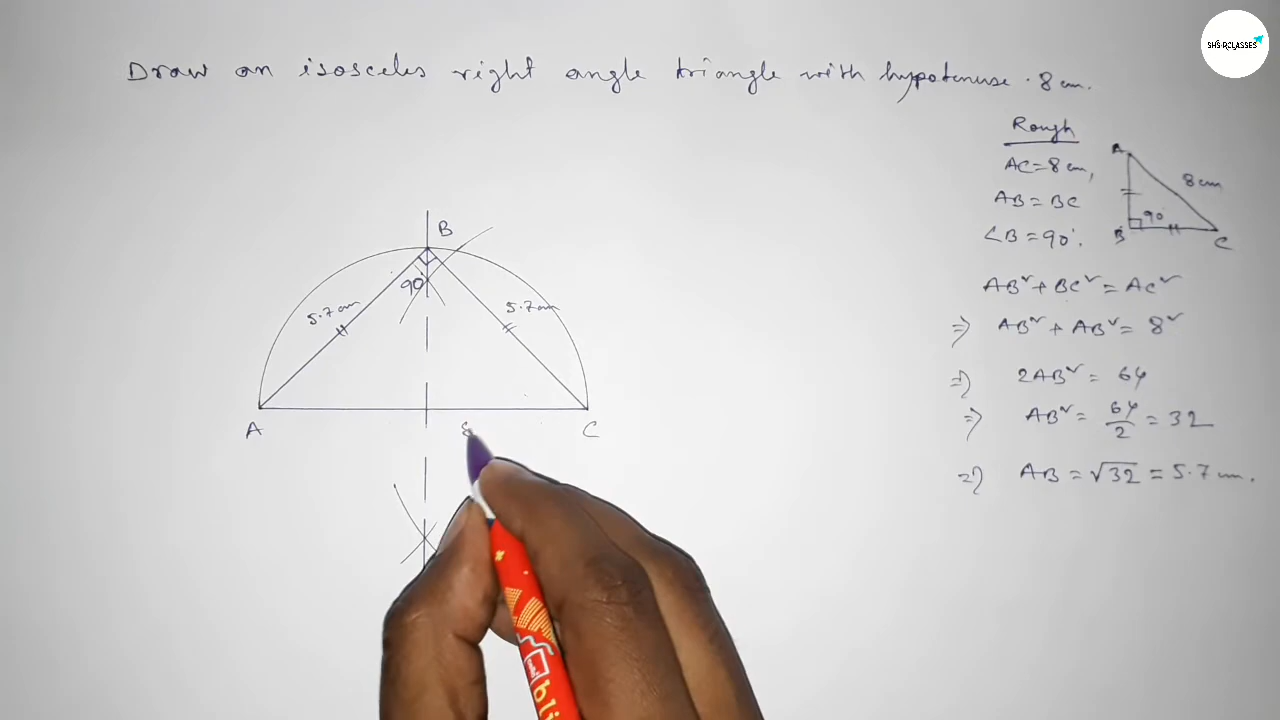 Draw an isosceles right angle triangle with hypotenuse . 8 cm.
SHSIRCLASSES
Rough
AC = 8 cm,
AB = BC
∠B = 90°.
A
8 cm
90
B
C
AB² + BC² = AC²
⇒ AB² + AB² = 8²
⇒ 2AB² = 64
⇒ AB² = 64/2 = 32
⇒ AB = √32 = 5.7 cm.
B
90°
5.7 cm
5.7 cm
A
8
C